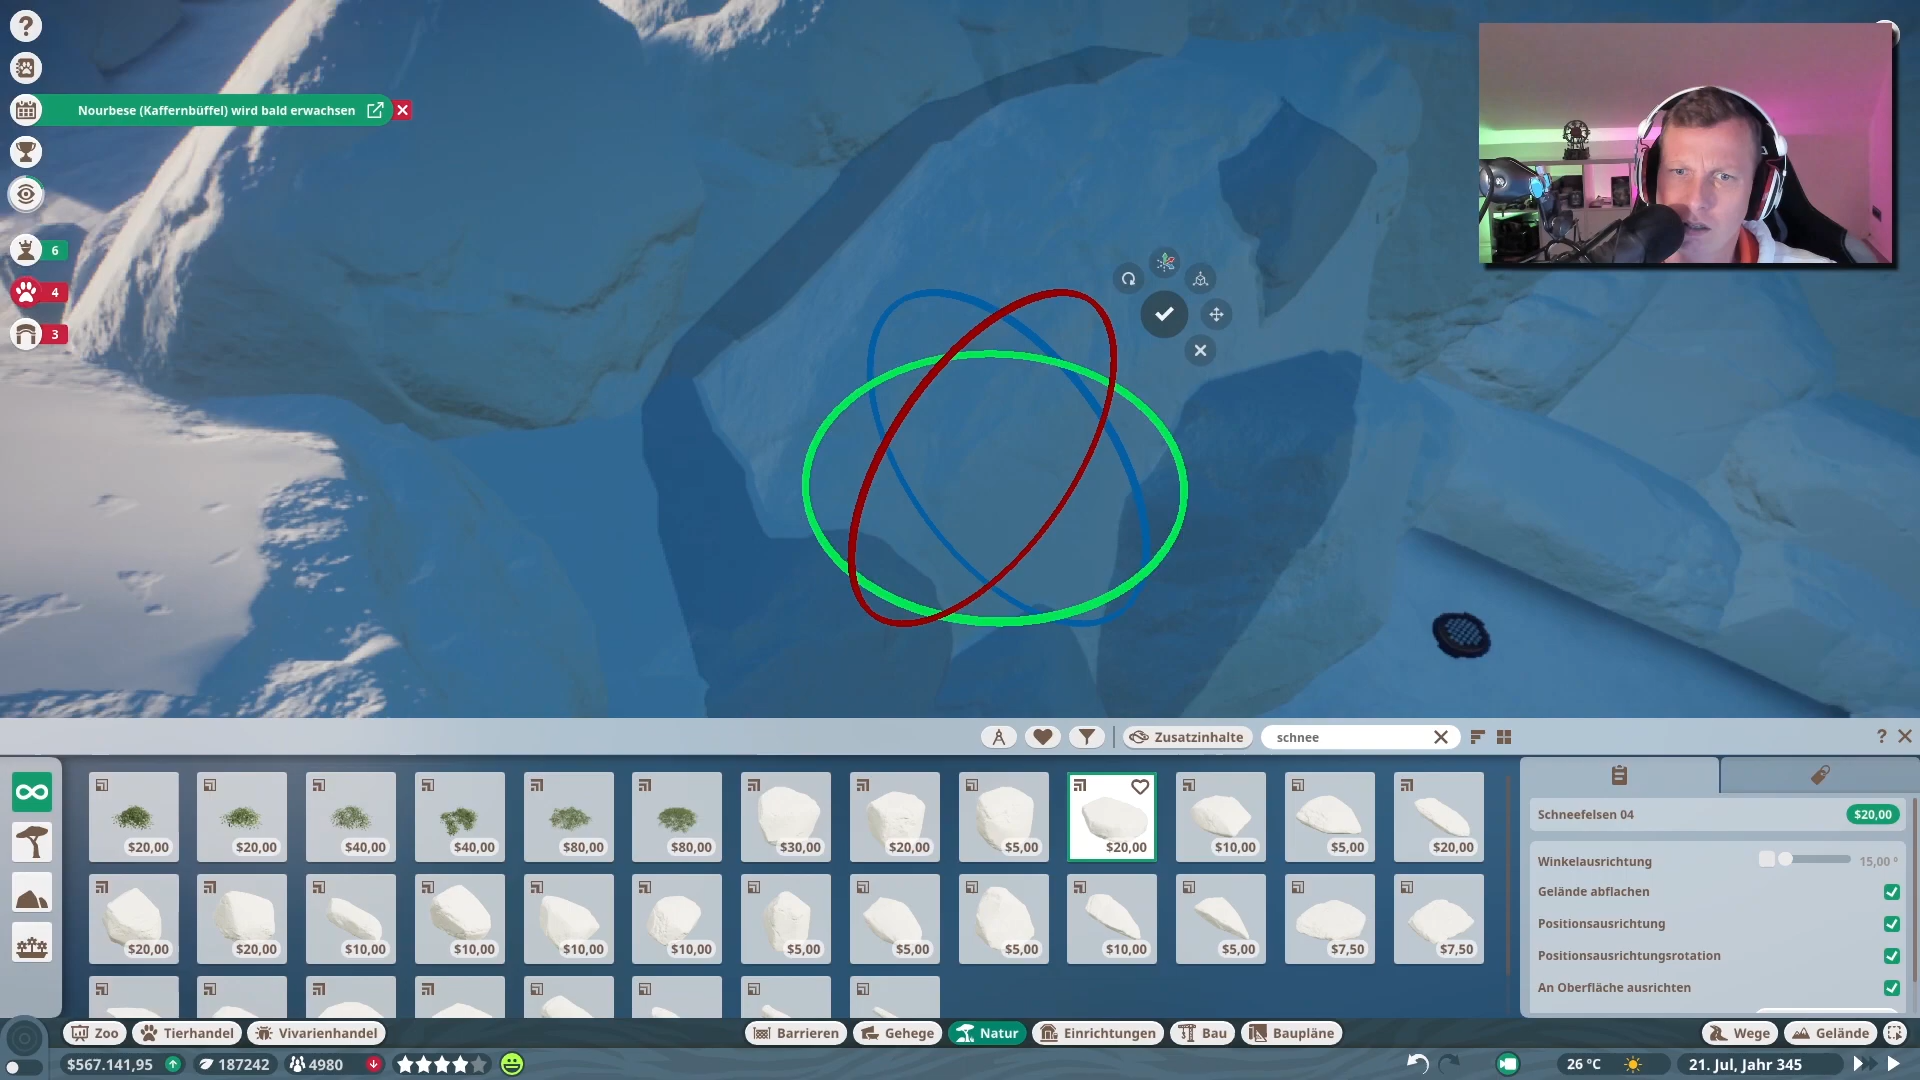 ?
Nourbese (Kaffernbüffel) wird bald erwachsen
6
4
3
Zusatzinhalte
schnee
?
$20,00 $20,00 $40,00 $40,00 $80,00 $80,00 $30,00 $20,00 $5,00 $20,00 $10,00 $5,00 $20,00
$20,00 $20,00 $10,00 $10,00 $10,00 $10,00 $5,00 $5,00 $5,00 $10,00 $5,00 $7,50 $7,50
Schneefelsen 04 $20,00
Winkelausrichtung 15,00 °
Gelände abflachen
Positionsausrichtung
Positionsausrichtungsrotation
An Oberfläche ausrichten
Zoo Tierhandel Vivarienhandel Barrieren Gehege Natur Einrichtungen Bau Baupläne Wege Gelände
$567.141,95 187242 4980 26 °C 21. Jul, Jahr 345